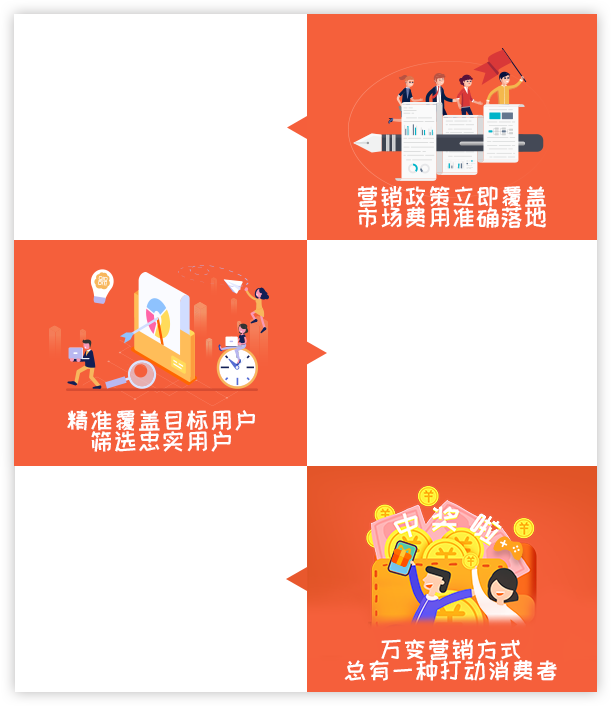 营销政策立即覆盖
市场费用准确落地
精准覆盖目标用户
筛选忠实用户
中奖啦
万变营销方式
总有一种打动消费者